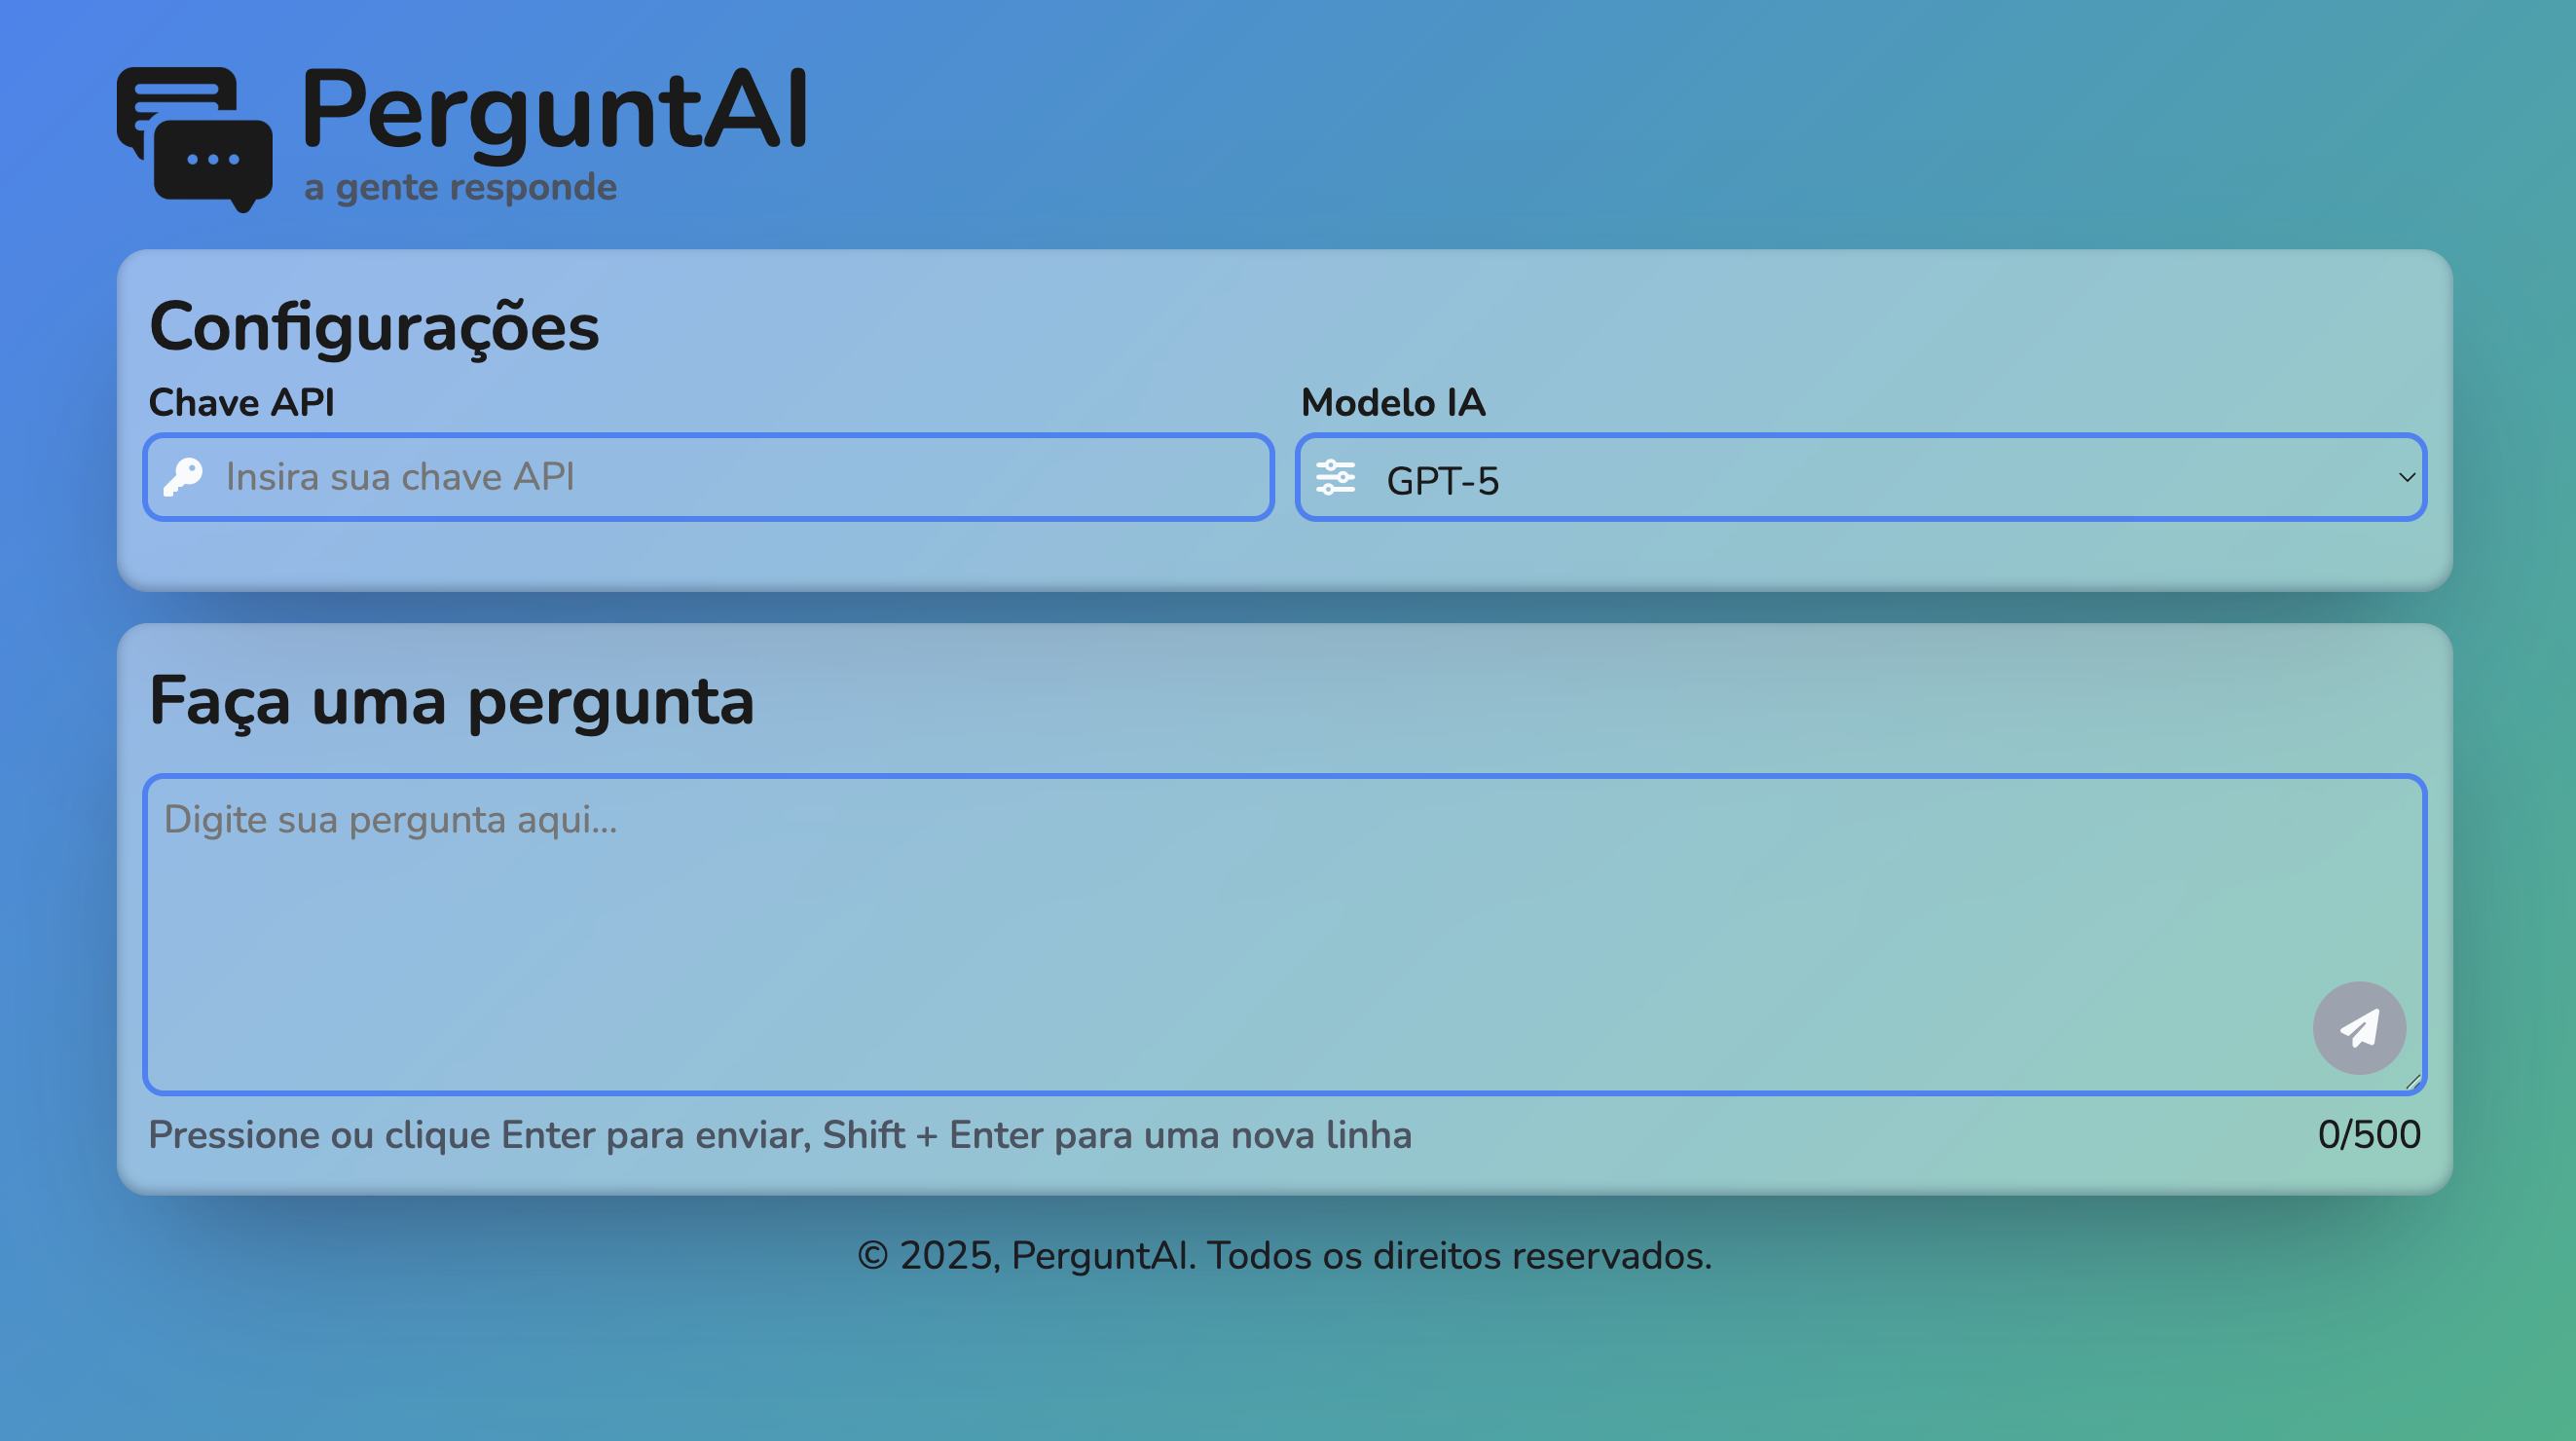 PerguntAI
a gente responde
Configurações
Chave API
Modelo IA
Insira sua chave API
GPT-5
Faça uma pergunta
Digite sua pergunta aqui...
Pressione ou clique Enter para enviar, Shift + Enter para uma nova linha
0/500
© 2025, PerguntAI. Todos os direitos reservados.